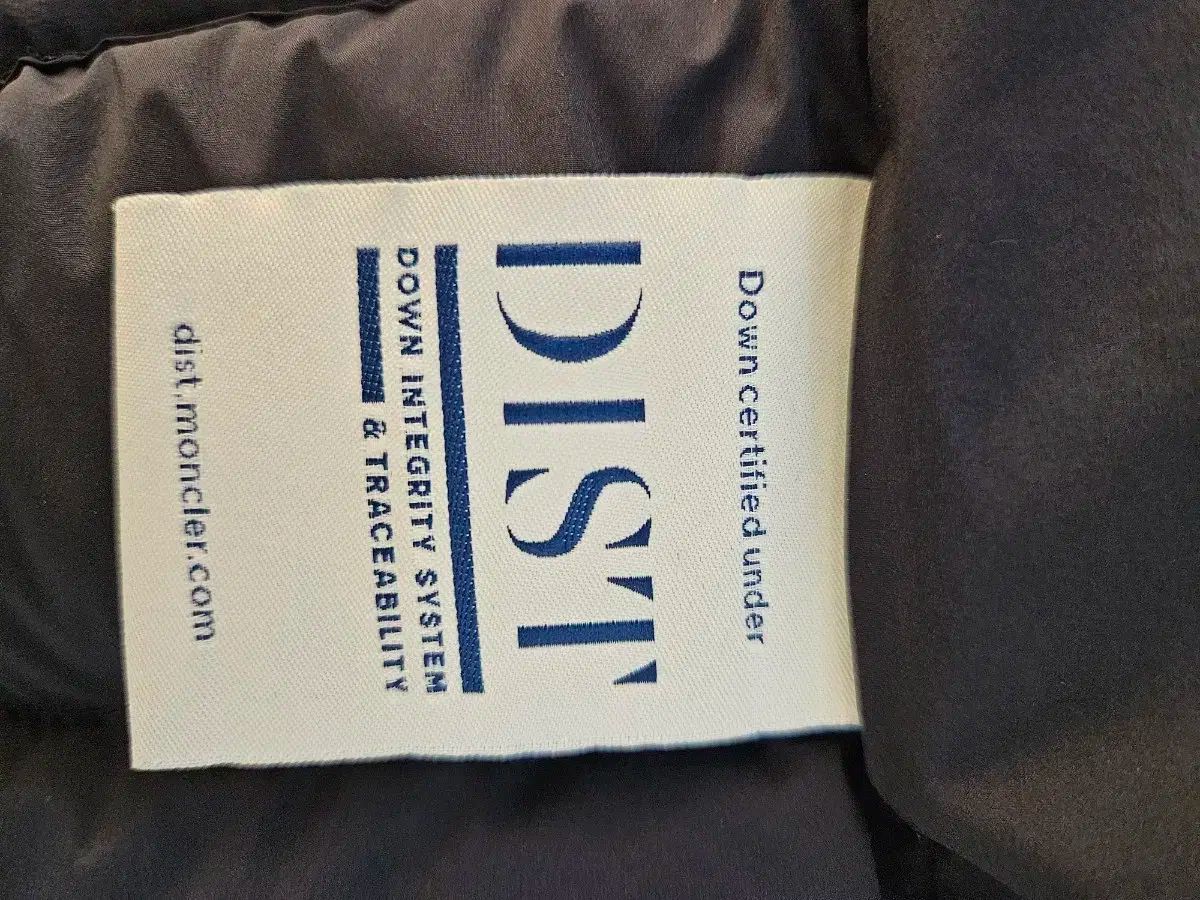 Down certified under
DIST
DOWN INTEGRITY SYSTEM
& TRACEABILITY
dist.moncler.com